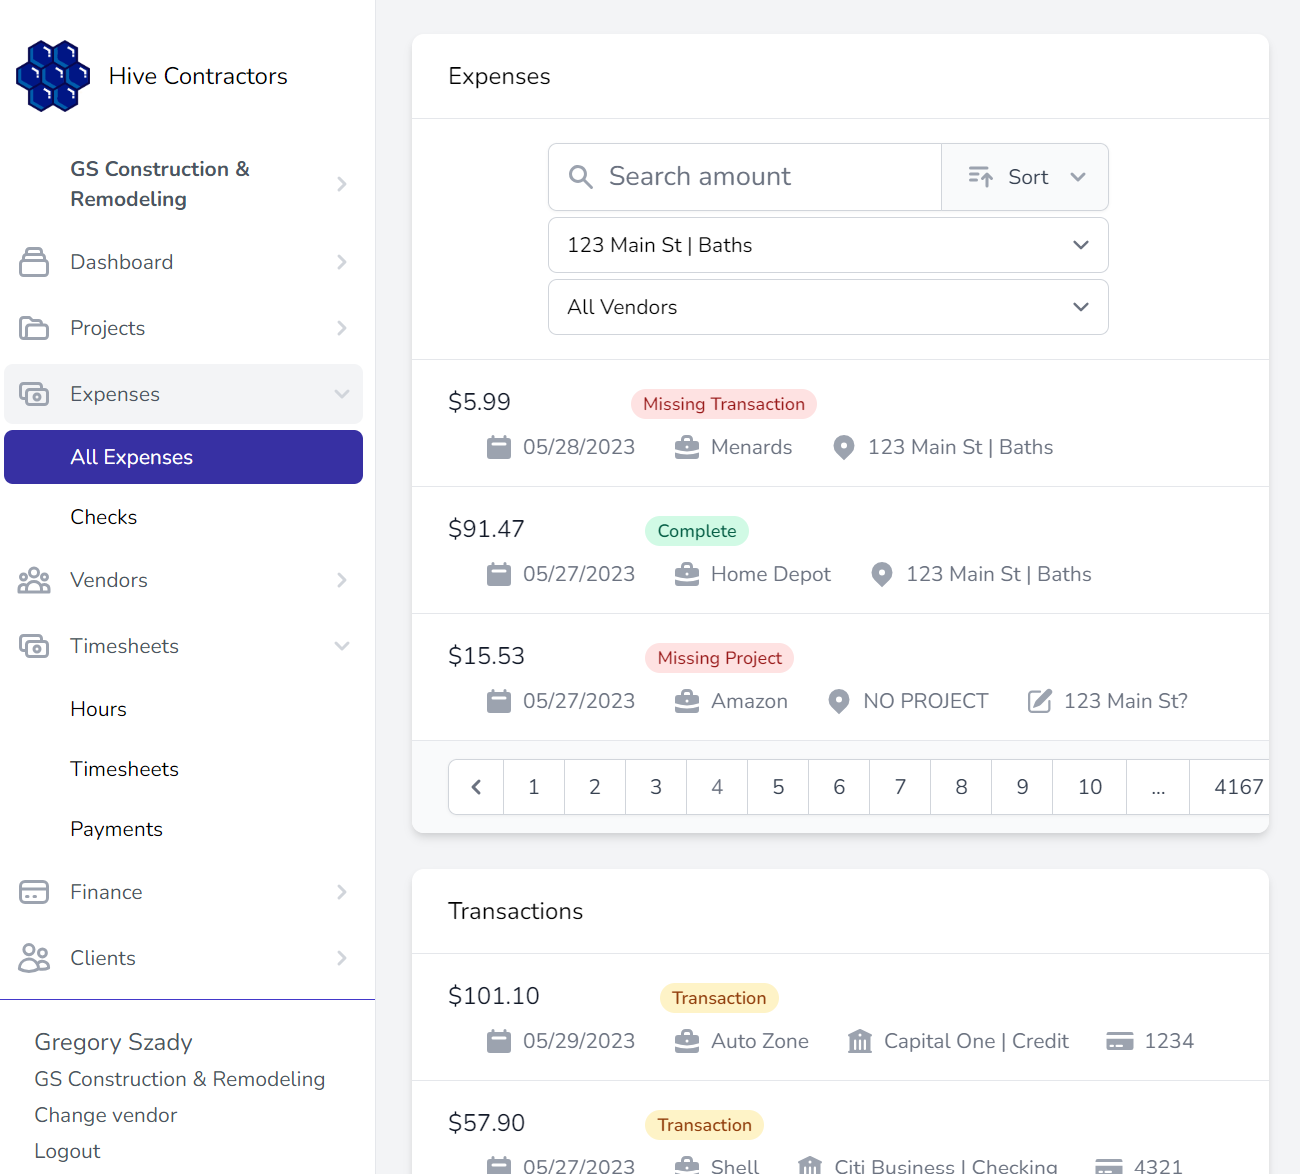 Hive Contractors
GS Construction &
Remodeling
Dashboard
Projects
Expenses
All Expenses
Checks
Vendors
Timesheets
Hours
Timesheets
Payments
Finance
Clients
Gregory Szady
GS Construction & Remodeling
Change vendor
Logout
Expenses
Search amount
Sort
123 Main St | Baths
All Vendors
$5.99 Missing Transaction
05/28/2023 Menards 123 Main St | Baths
$91.47 Complete
05/27/2023 Home Depot 123 Main St | Baths
$15.53 Missing Project
05/27/2023 Amazon NO PROJECT 123 Main St?
1 2 3 4 5 6 7 8 9 10 ... 4167
Transactions
$101.10 Transaction
05/29/2023 Auto Zone Capital One | Credit 1234
$57.90 Transaction
05/27/2023 Shell Citi Business | Checking 4321